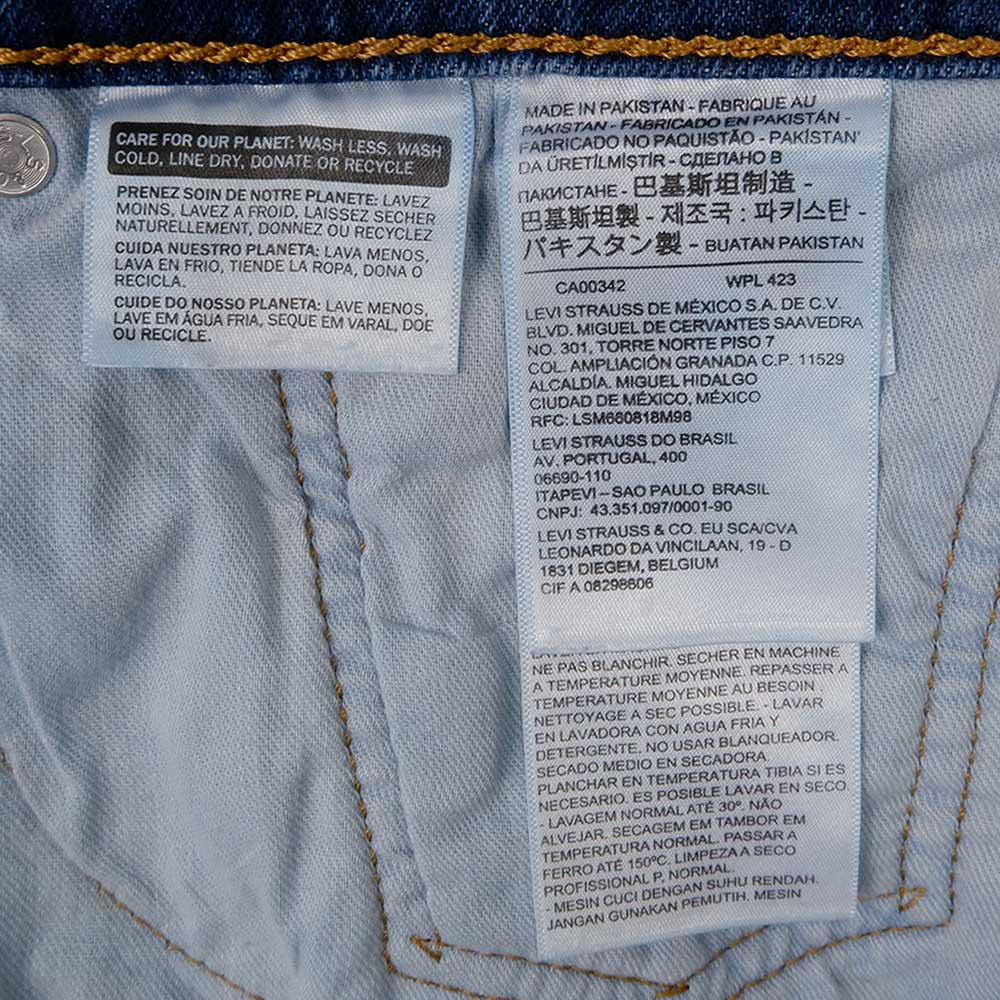 CARE FOR OUR PLANET: WASH LESS, WASH
COLD, LINE DRY, DONATE OR RECYCLE
PRENEZ SOIN DE NOTRE PLANETE: LAVEZ
MOINS, LAVEZ A FROID, LAISSEZ SECHER
NATURELLEMENT, DONNEZ OU RECYCLEZ
CUIDA NUESTRO PLANETA: LAVA MENOS,
LAVA EN FRIO, TIENDE LA ROPA, DONA O
RECICLA.
CUIDE DO NOSSO PLANETA: LAVE MENOS,
LAVE EM ÁGUA FRIA, SEQUE EM VARAL, DOE
OU RECICLE.
MADE IN PAKISTAN - FABRIQUE AU
PAKISTAN - FABRICADO EN PAKISTÁN -
FABRICADO NO PAQUISTÃO - PAKİSTAN'
DA ÜRETİLMİŞTİR - СДЕЛАНО В
ПАКИСТАНЕ - 巴基斯坦制造 -
巴基斯坦製 - 제조국 : 파키스탄 -
パキスタン製 - BUATAN PAKISTAN
CA00342 WPL 423
LEVI STRAUSS DE MÉXICO S.A. DE C.V.
BLVD. MIGUEL DE CERVANTES SAAVEDRA
NO. 301, TORRE NORTE PISO 7
COL. AMPLIACIÓN GRANADA C.P. 11529
ALCALDÍA. MIGUEL HIDALGO
CIUDAD DE MÉXICO, MÉXICO
RFC: LSM680818M98
LEVI STRAUSS DO BRASIL
AV. PORTUGAL, 400
06690-110
ITAPEVI – SAO PAULO BRASIL
CNPJ: 43.351.097/0001-90
LEVI STRAUSS & CO. EU SCA/CVA
LEONARDO DA VINCILAAN, 19 - D
1831 DIEGEM, BELGIUM
CIF A 08298606
NE PAS BLANCHIR. SECHER EN MACHINE
A TEMPERATURE MOYENNE. REPASSER A
TEMPERATURE MOYENNE AU BESOIN
NETTOYAGE A SEC POSSIBLE. - LAVAR
EN LAVADORA CON AGUA FRIA Y
DETERGENTE. NO USAR BLANQUEADOR.
SECADO MEDIO EN SECADORA.
PLANCHAR EN TEMPERATURA TIBIA SI ES
NECESARIO. ES POSIBLE LAVAR EN SECO.
- LAVAGEM NORMAL ATÉ 30º. NÃO
ALVEJAR. SECAGEM EM TAMBOR EM
TEMPERATURA NORMAL. PASSAR A
FERRO ATÉ 150ºC. LIMPEZA A SECO
PROFISSIONAL P, NORMAL.
- MESIN CUCI DENGAN SUHU RENDAH.
JANGAN GUNAKAN PEMUTIH. MESIN